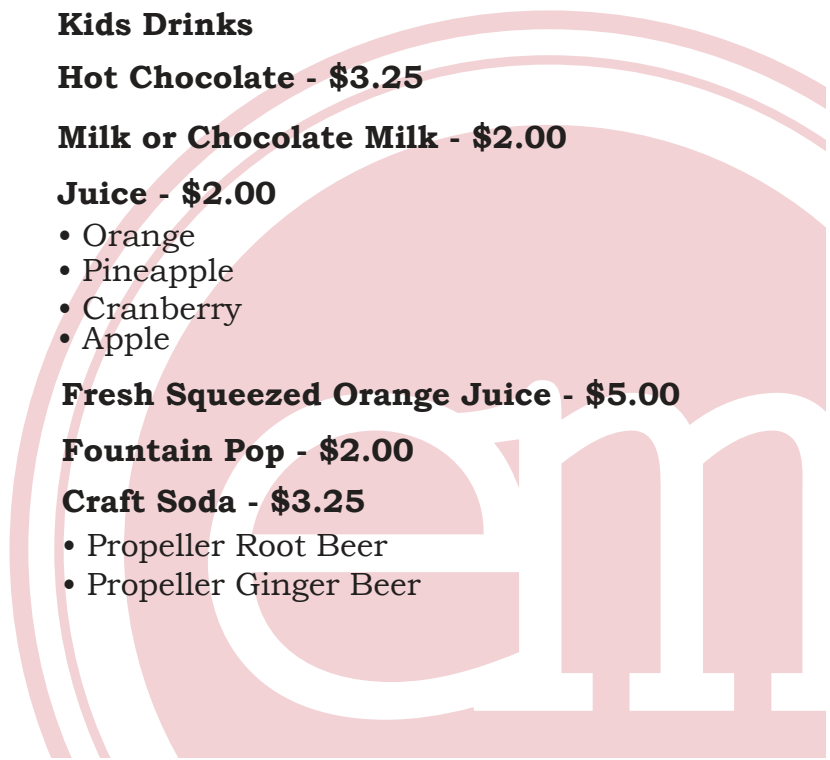 Kids Drinks
Hot Chocolate - $3.25
Milk or Chocolate Milk - $2.00
Juice - $2.00
• Orange
• Pineapple
• Cranberry
• Apple
Fresh Squeezed Orange Juice - $5.00
Fountain Pop - $2.00
Craft Soda - $3.25
• Propeller Root Beer
• Propeller Ginger Beer
em